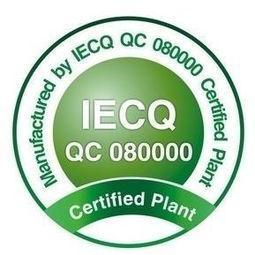 Manufactured by IECQ QC 080000 Certified Plant
IECQ
QC 080000
Certified Plant